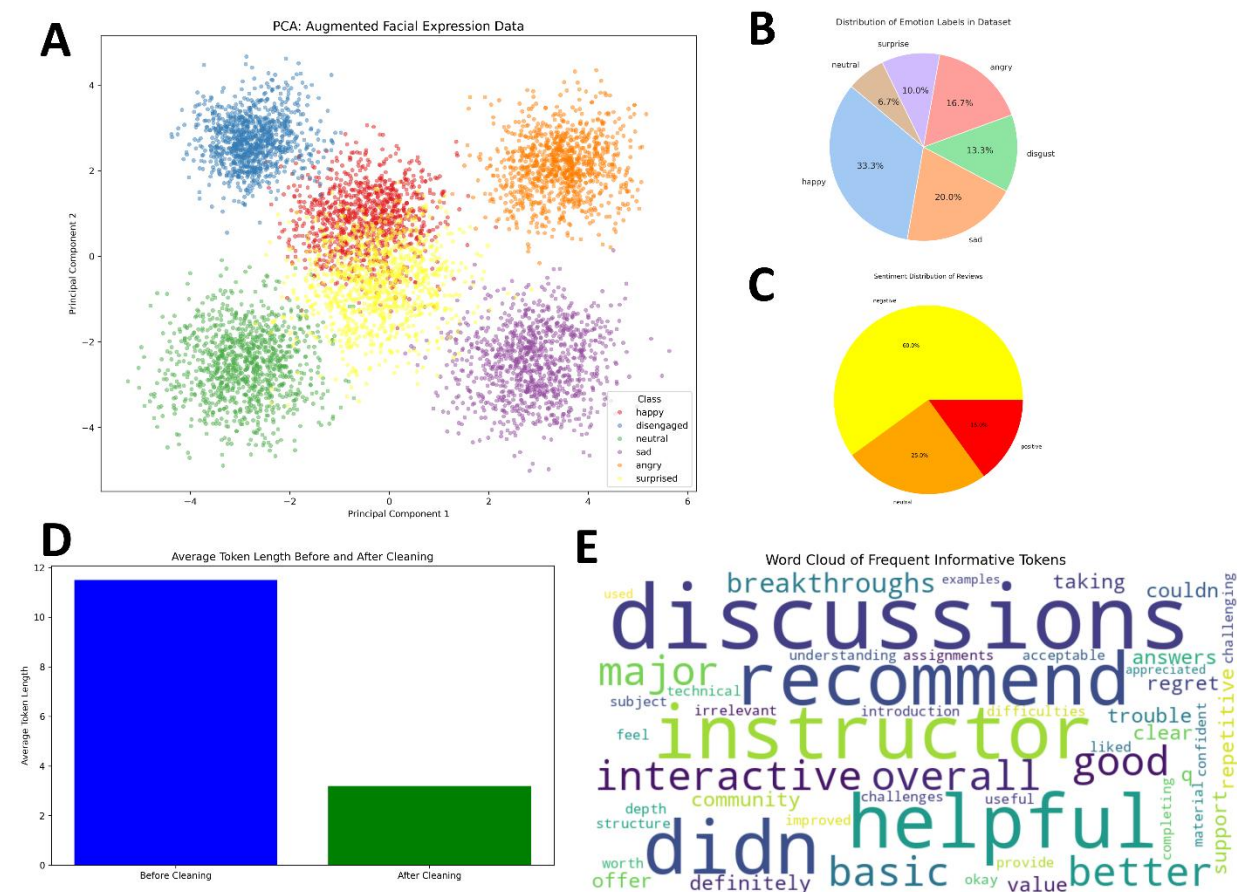 A
PCA: Augmented Facial Expression Data
Principal Component 2
4
2
0
−2
−4
−4
−2
0
2
4
6
Principal Component 1
Class
happy
disengaged
neutral
sad
angry
surprised
B
Distribution of Emotion Labels in Dataset
surprise
neutral
angry
10.0%
6.7%
16.7%
13.3%
disgust
33.3%
happy
20.0%
sad
C
Sentiment Distribution of Reviews
negative
60.0%
positive
25.0%
neutral
D
Average Token Length Before and After Cleaning
Average Token Length
12
10
8
6
4
2
0
Before Cleaning
After Cleaning
E
Word Cloud of Frequent Informative Tokens
used
breakthroughs
examples
taking
couldn
challenging
discussions
major
understanding
assignments
acceptable
answers
technical
recommend
appreciated
regret
subject
irrelevant
introduction
difficulties
trouble
feel
instructor
liked
clear
confident
repetitive
interactive
overall
good
q
community
challenges
useful
completing
material
support
depth
structure
improved
helpful
didn
worth
offer
definitely
basic
provide
okay
value
better